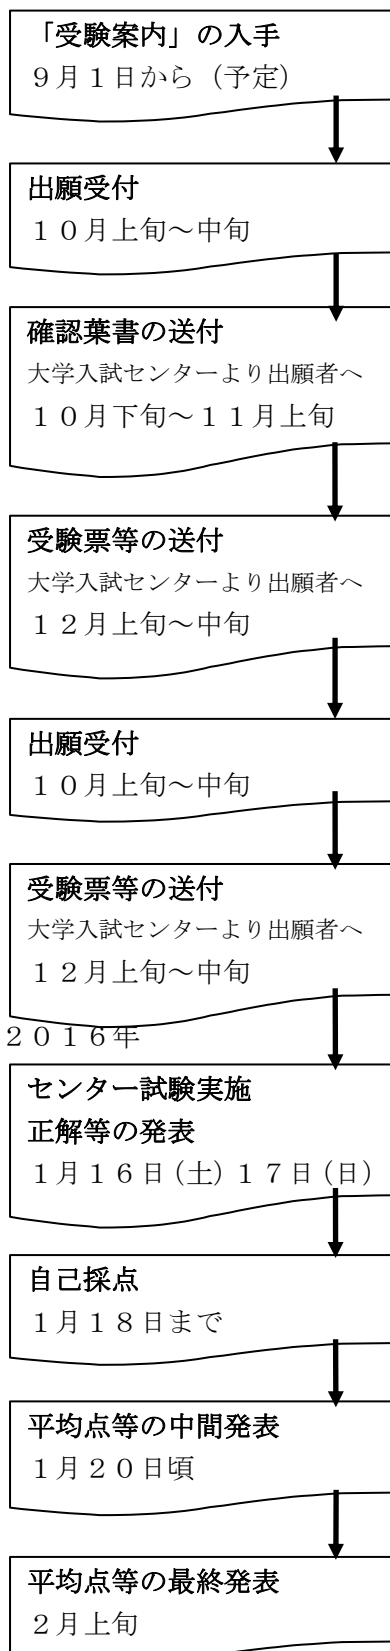 「受験案内」の入手
９月１日から（予定）
出願受付
１０月上旬～中旬
確認葉書の送付
大学入試センターより出願者へ
１０月下旬～１１月上旬
受験票等の送付
大学入試センターより出願者へ
１２月上旬～中旬
出願受付
１０月上旬～中旬
受験票等の送付
大学入試センターより出願者へ
１２月上旬～中旬
２０１６年
センター試験実施
正解等の発表
１月１６日（土）１７日（日）
自己採点
１月１８日まで
平均点等の中間発表
１月２０日頃
平均点等の最終発表
２月上旬